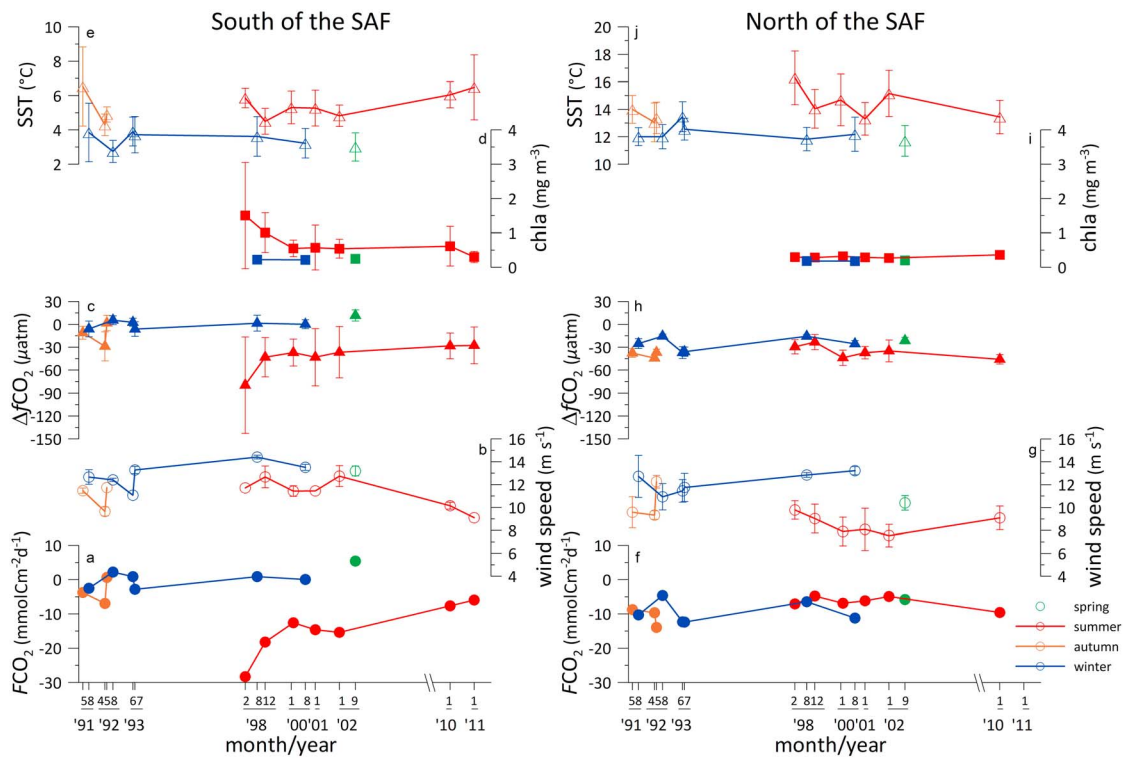 South of the SAF
North of the SAF
e
SST (°C)
10
8
6
4
2
d
chla (mg m⁻³)
4
3
2
1
0
c
ΔfCO₂ (µatm)
30
0
-30
-60
-90
-120
-150
b
wind speed (m s⁻¹)
16
14
12
10
8
6
4
a
FCO₂ (mmolCm⁻²d⁻¹)
10
0
-10
-20
-30
58 458 67 2 812 1 8 1 1 9 1 1
'91 '92 '93 '98 '00 '01 '02 '10 '11
month/year
j
SST (°C)
20
18
16
14
12
10
i
chla (mg m⁻³)
4
3
2
1
0
h
ΔfCO₂ (µatm)
30
0
-30
-60
-90
-120
-150
g
wind speed (m s⁻¹)
16
14
12
10
8
6
4
f
FCO₂ (mmolCm⁻²d⁻¹)
10
0
-10
-20
-30
58 458 67 2 812 1 8 1 1 9 1 1
'91 '92 '93 '98 '00 '01 '02 '10 '11
month/year
spring
summer
autumn
winter